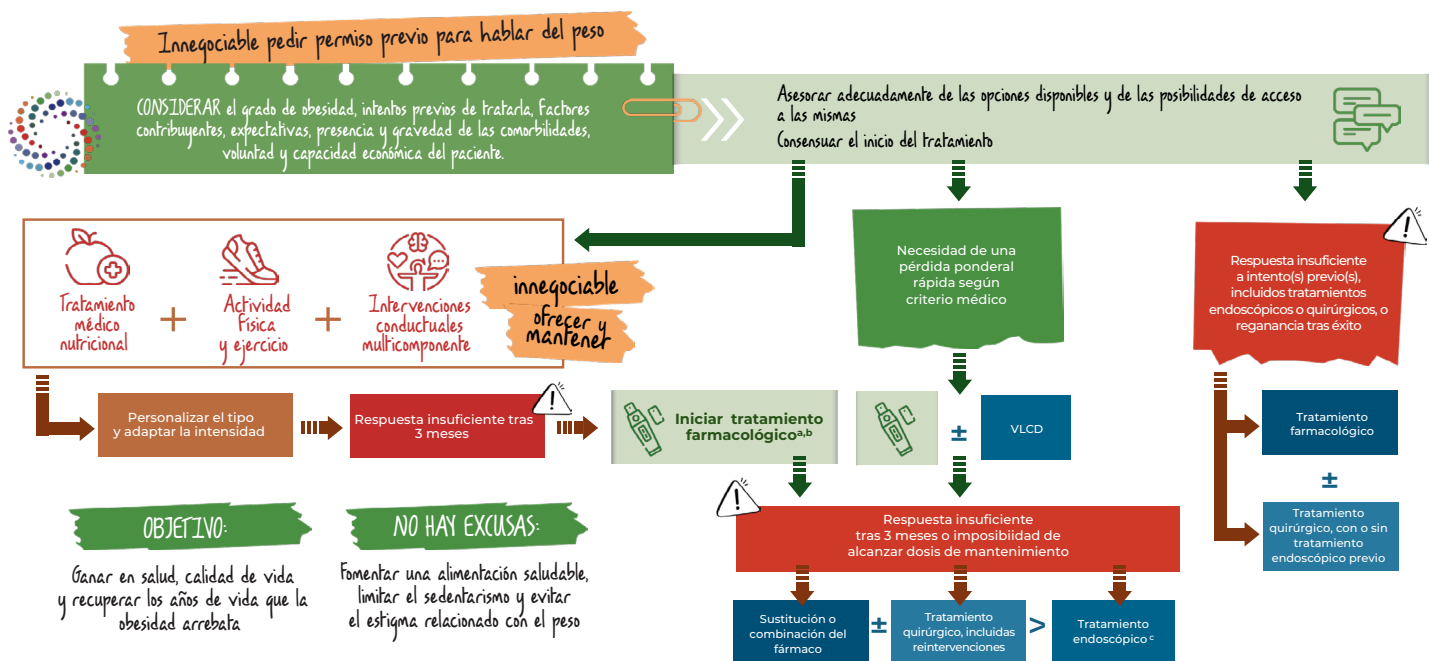 Innegociable pedir permiso previo para hablar del peso
CONSIDERAR el grado de obesidad, intentos previos de tratarla, factores
contribuyentes, expectativas, presencia y gravedad de las comorbilidades,
voluntad y capacidad económica del paciente.
Asesorar adecuadamente de las opciones disponibles y de las posibilidades de acceso
a las mismas
Consensuar el inicio del tratamiento
Tratamiento
médico
nutricional
+
Actividad
física
y ejercicio
+
Intervenciones
conductuales
multicomponente
innegociable
ofrecer y
mantener
Necesidad de una
pérdida ponderal
rápida según
criterio médico
Respuesta insuficiente
a intento(s) previo(s),
incluidos tratamientos
endoscópicos o quirúrgicos, o
reganancia tras éxito
Personalizar el tipo
y adaptar la intensidad
Respuesta insuficiente tras
3 meses
Iniciar tratamiento
farmacológicoa,b
±
VLCD
Tratamiento
farmacológico
±
Tratamiento
quirúrgico, con o sin
tratamiento
endoscópico previo
OBJETIVO:
Ganar en salud, calidad de vida
y recuperar los años de vida que la
obesidad arrebata
NO HAY EXCUSAS:
Fomentar una alimentación saludable,
limitar el sedentarismo y evitar
el estigma relacionado con el peso
Respuesta insuficiente
tras 3 meses o imposibiidad de
alcanzar dosis de mantenimiento
Sustitución o
combinación del
fármaco
±
Tratamiento
quirúrgico, incluidas
reintervenciones
>
Tratamiento
endoscópico c